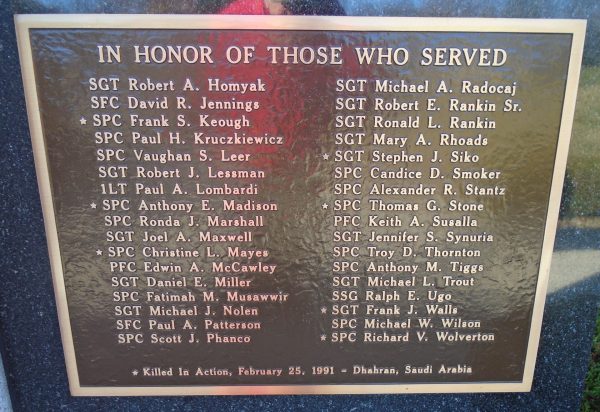 IN HONOR OF THOSE WHO SERVED
SGT Robert A. Homyak
SFC David R. Jennings
* SPC Frank S. Keough
SPC Paul H. Kruczkiewicz
SPC Vaughan S. Leer
SGT Robert J. Lessman
1LT Paul A. Lombardi
* SPC Anthony E. Madison
SPC Ronda J. Marshall
SGT Joel A. Maxwell
* SPC Christine L. Mayes
PFC Edwin A. McCawley
SGT Daniel E. Miller
SPC Fatimah M. Musawwir
SGT Michael J. Nolen
SFC Paul A. Patterson
SPC Scott J. Phanco
SGT Michael A. Radocaj
SGT Robert E. Rankin Sr.
SGT Ronald L. Rankin
SGT Mary A. Rhoads
* SGT Stephen J. Siko
SPC Candice D. Smoker
SPC Alexander R. Stantz
* SPC Thomas G. Stone
PFC Keith A. Susalla
SGT Jennifer S. Synuria
SPC Troy D. Thornton
SPC Anthony M. Tiggs
SGT Michael L. Trout
SSG Ralph E. Ugo
* SGT Frank J. Walls
SPC Michael W. Wilson
* SPC Richard V. Wolverton
* Killed In Action, February 25, 1991 - Dhahran, Saudi Arabia